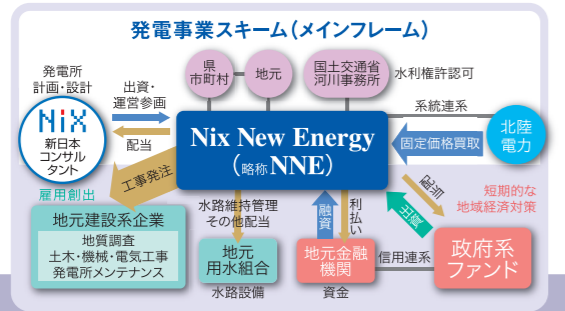 発電事業スキーム（メインフレーム）
発電所
計画・設計
県
市町村
地元
国土交通省
河川事務所
水利権許認可
出資・
運営参画
配当
NiX
新日本
コンサル
タント
Nix New Energy
（略称NNE）
系統連系
固定価格買取
北陸
電力
工事発注
雇用創出
地元建設系企業
地質調査
土木・機械・電気工事
発電所メンテナンス
水路維持管理
その他配当
地元
用水組合
水路設備
融資
利払い
地元金融
機関
資金
信用連系
短期的な
地域経済対策
政府系
ファンド